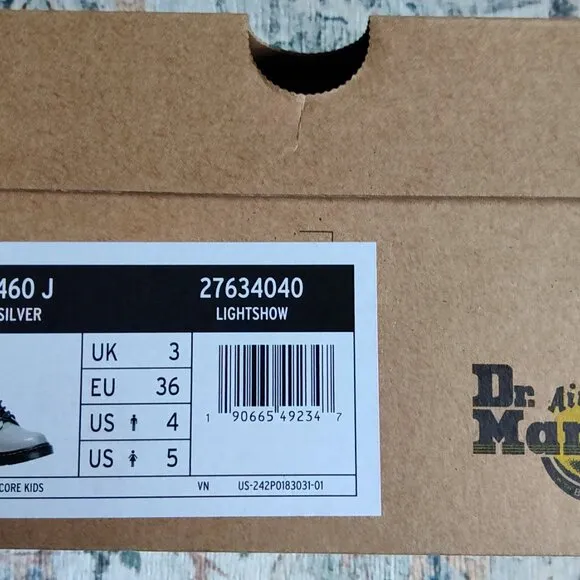 460 J 27634040
SILVER LIGHTSHOW
UK 3
EU 36
US 4
US 5
1 90665 49234 7
CORE KIDS VN US-242P0183031-01
Dr. Air
Mar